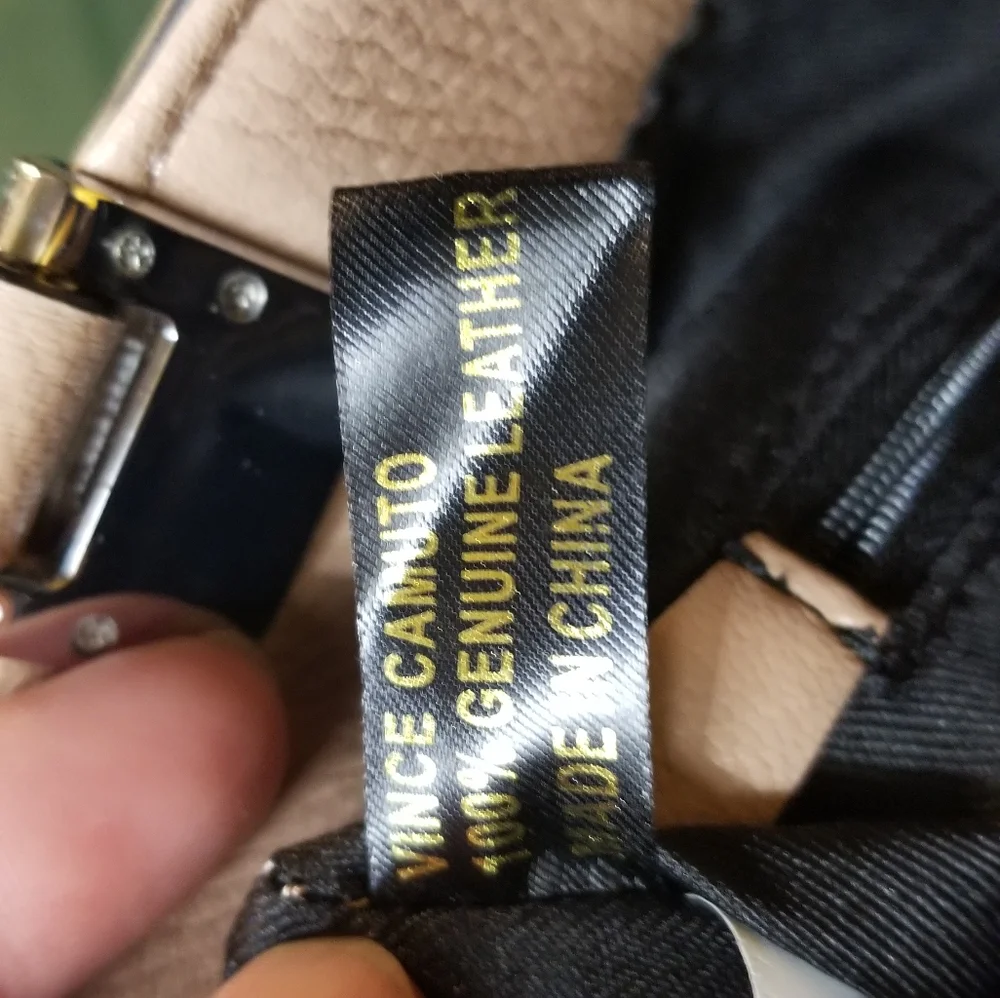 VINCE CAMUTO
100% GENUINE LEATHER
MADE IN CHINA